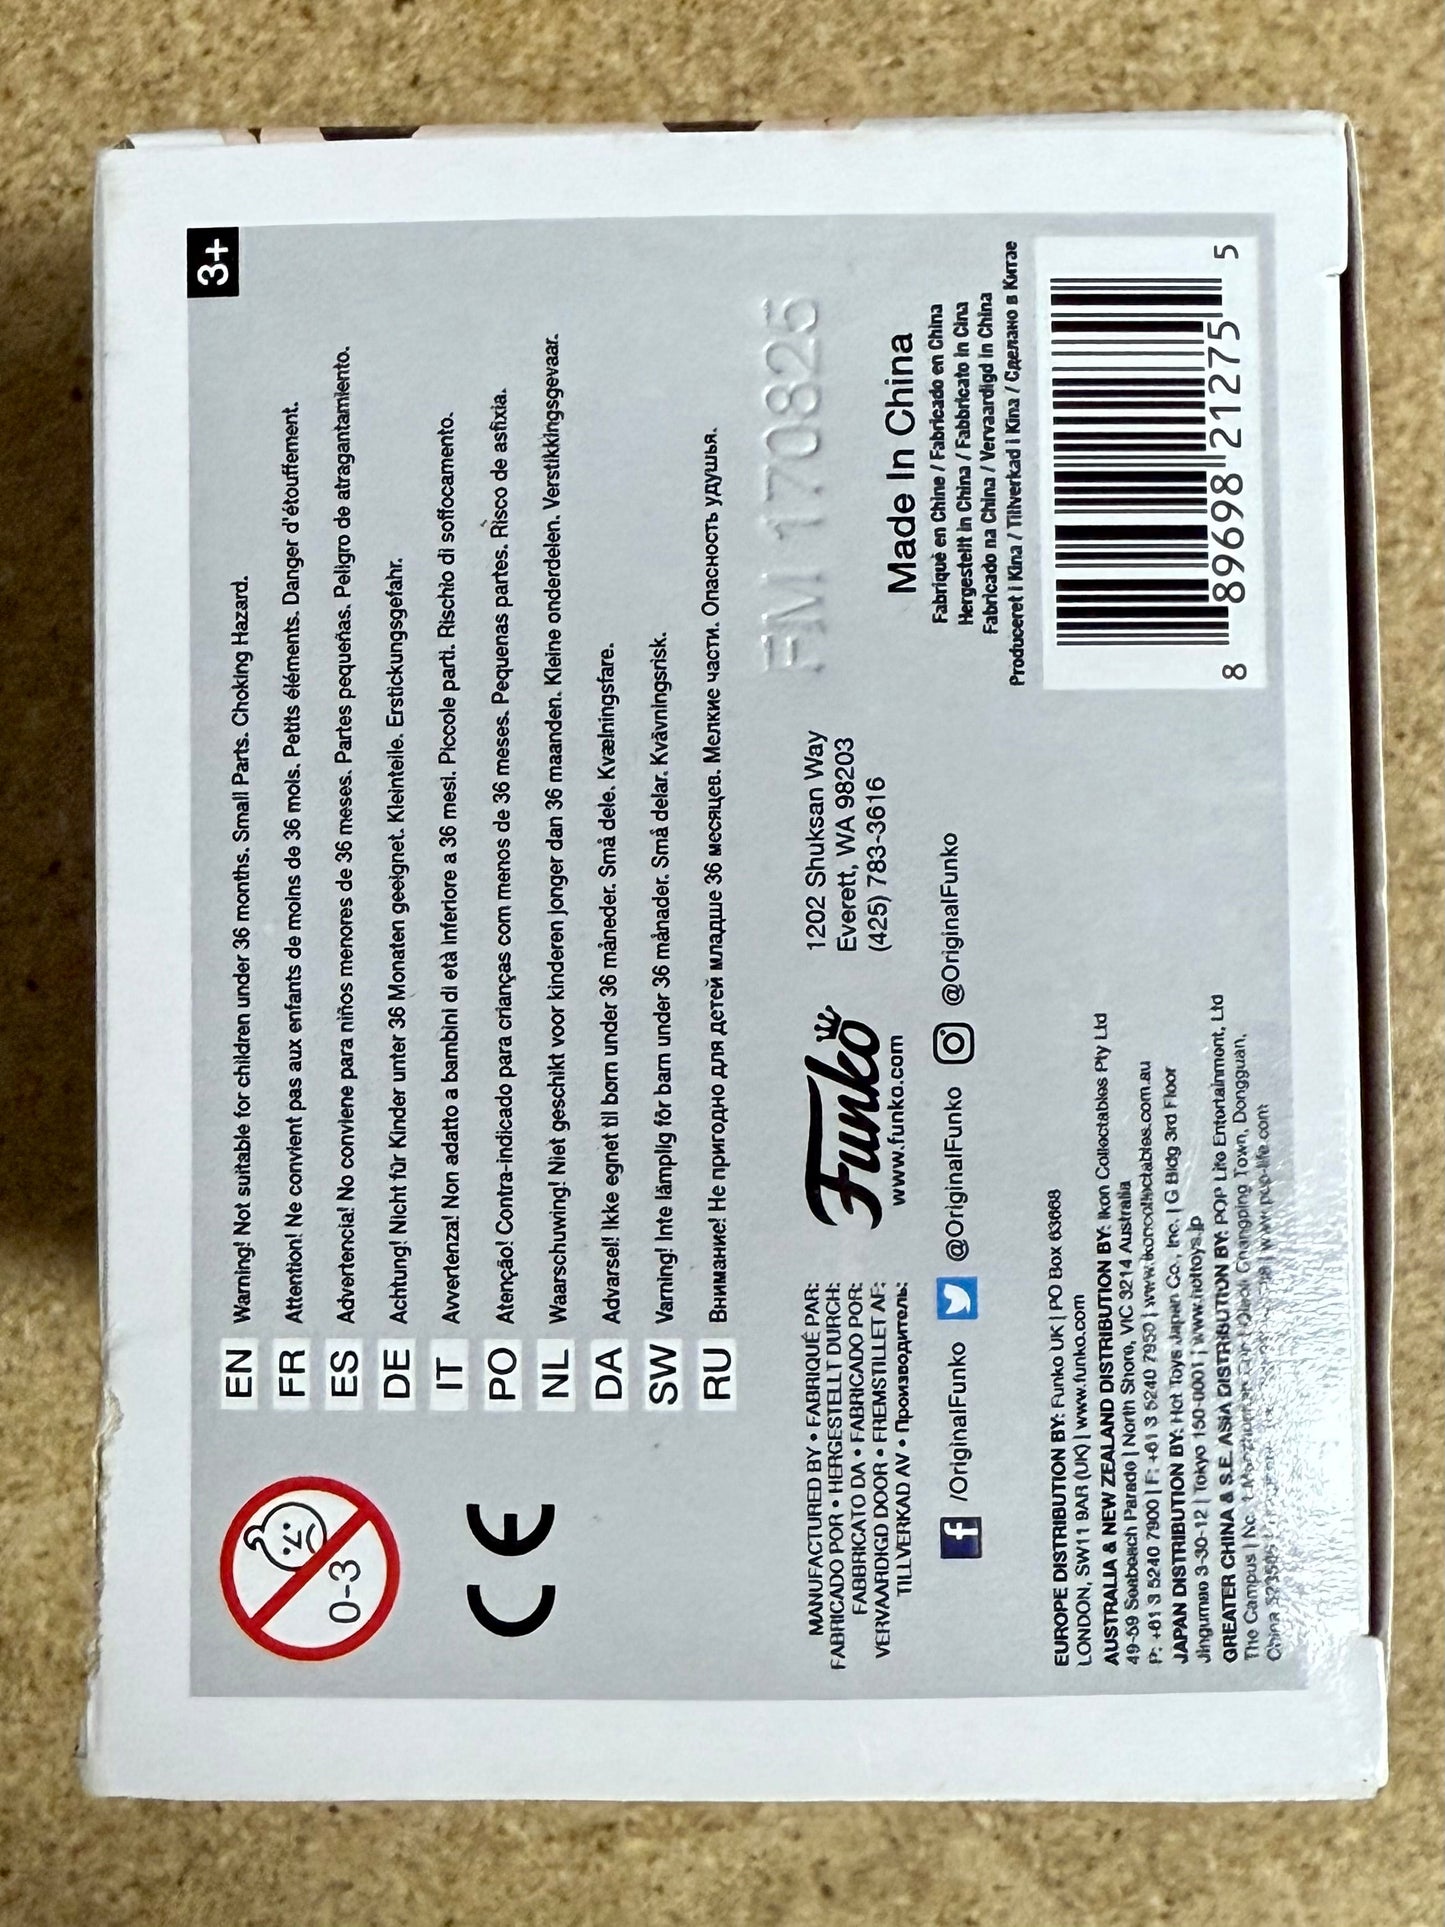 3+
0-3
EN Warning! Not suitable for children under 36 months. Small Parts. Choking Hazard.
FR Attention! Ne convient pas aux enfants de moins de 36 mois. Petits éléments. Danger d'étouffement.
ES Advertencia! No conviene para niños menores de 36 meses. Partes pequeñas. Peligro de atragantamiento.
DE Achtung! Nicht für Kinder unter 36 Monaten geeignet. Kleinteile. Erstickungsgefahr.
IT Avvertenza! Non adatto a bambini di età inferiore a 36 mesi. Piccole parti. Rischio di soffocamento.
PO Atenção! Contra-indicado para crianças com menos de 36 meses. Pequenas partes. Risco de asfixia.
NL Waarschuwing! Niet geschikt voor kinderen jonger dan 36 maanden. Kleine onderdelen. Verstikkingsgevaar.
DA Advarsel! Ikke egnet til børn under 36 måneder. Små dele. Kvælningsfare.
SW Varning! Inte lämplig för barn under 36 månader. Små delar. Kvävningsrisk.
RU Внимание! Не пригодно для детей младше 36 месяцев. Мелкие части. Опасность удушья.
CE
FM 170825
MANUFACTURED BY • FABRIQUÉ PAR:
FABRICADO POR • HERGESTELLT DURCH:
FABBRICATO DA • FABRICADO POR:
VERVAARDIGD DOOR • FREMSTILLET AF:
TILLVERKAD AV • Производитель:
Funko
www.funko.com
1202 Shuksan Way
Everett, WA 98203
(425) 783-3616
/OriginalFunko @OriginalFunko @OriginalFunko
Made In China
Fabriqué en Chine / Fabricado en China
Hergestellt in China / Fabbricato in Cina
Fabricado na China / Vervaardigd in China
Produceret i Kina / Tillverkad i Kina / Сделано в Китае
EUROPE DISTRIBUTION BY: Funko UK | PO Box 63668
LONDON, SW11 9AR (UK) | www.funko.com
AUSTRALIA & NEW ZEALAND DISTRIBUTION BY: Ikon Collectables Pty Ltd
49-59 Seabeach Parade | North Shore, VIC 3214 Australia
P: +61 3 5240 7900 | F: +61 3 5240 7950 | www.ikoncollectables.com.au
JAPAN DISTRIBUTION BY: Hot Toys Japan Co., Inc. | G Bldg 3rd Floor
Jingumae 3-30-12 | Tokyo 150-0001 | www.hottoys.jp
GREATER CHINA & S.E. ASIA DISTRIBUTION BY: POP Life Entertainment, Ltd
The Campus | No. 1 Changping Town, Dongguan,
China 523505 www.pop-life.com
8 89698 21275 5